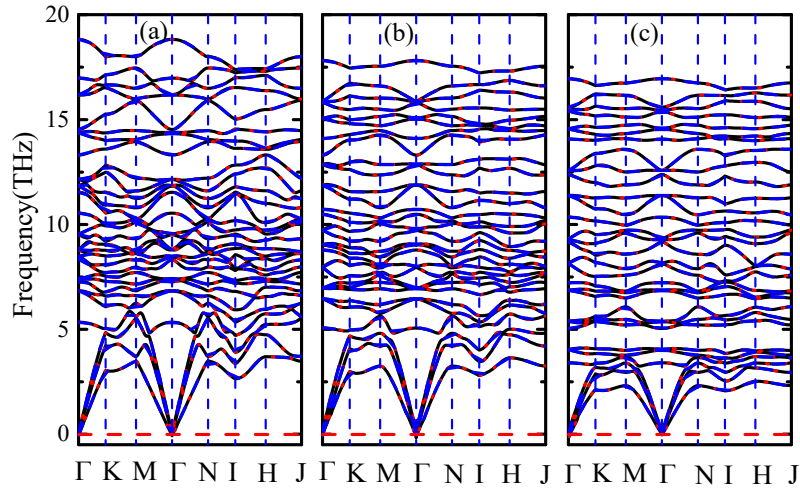 (a) (b) (c)
20
15
10
5
0
Frequency(THz)
Γ K M Γ N I H J Γ K M Γ N I H J Γ K M Γ N I H J